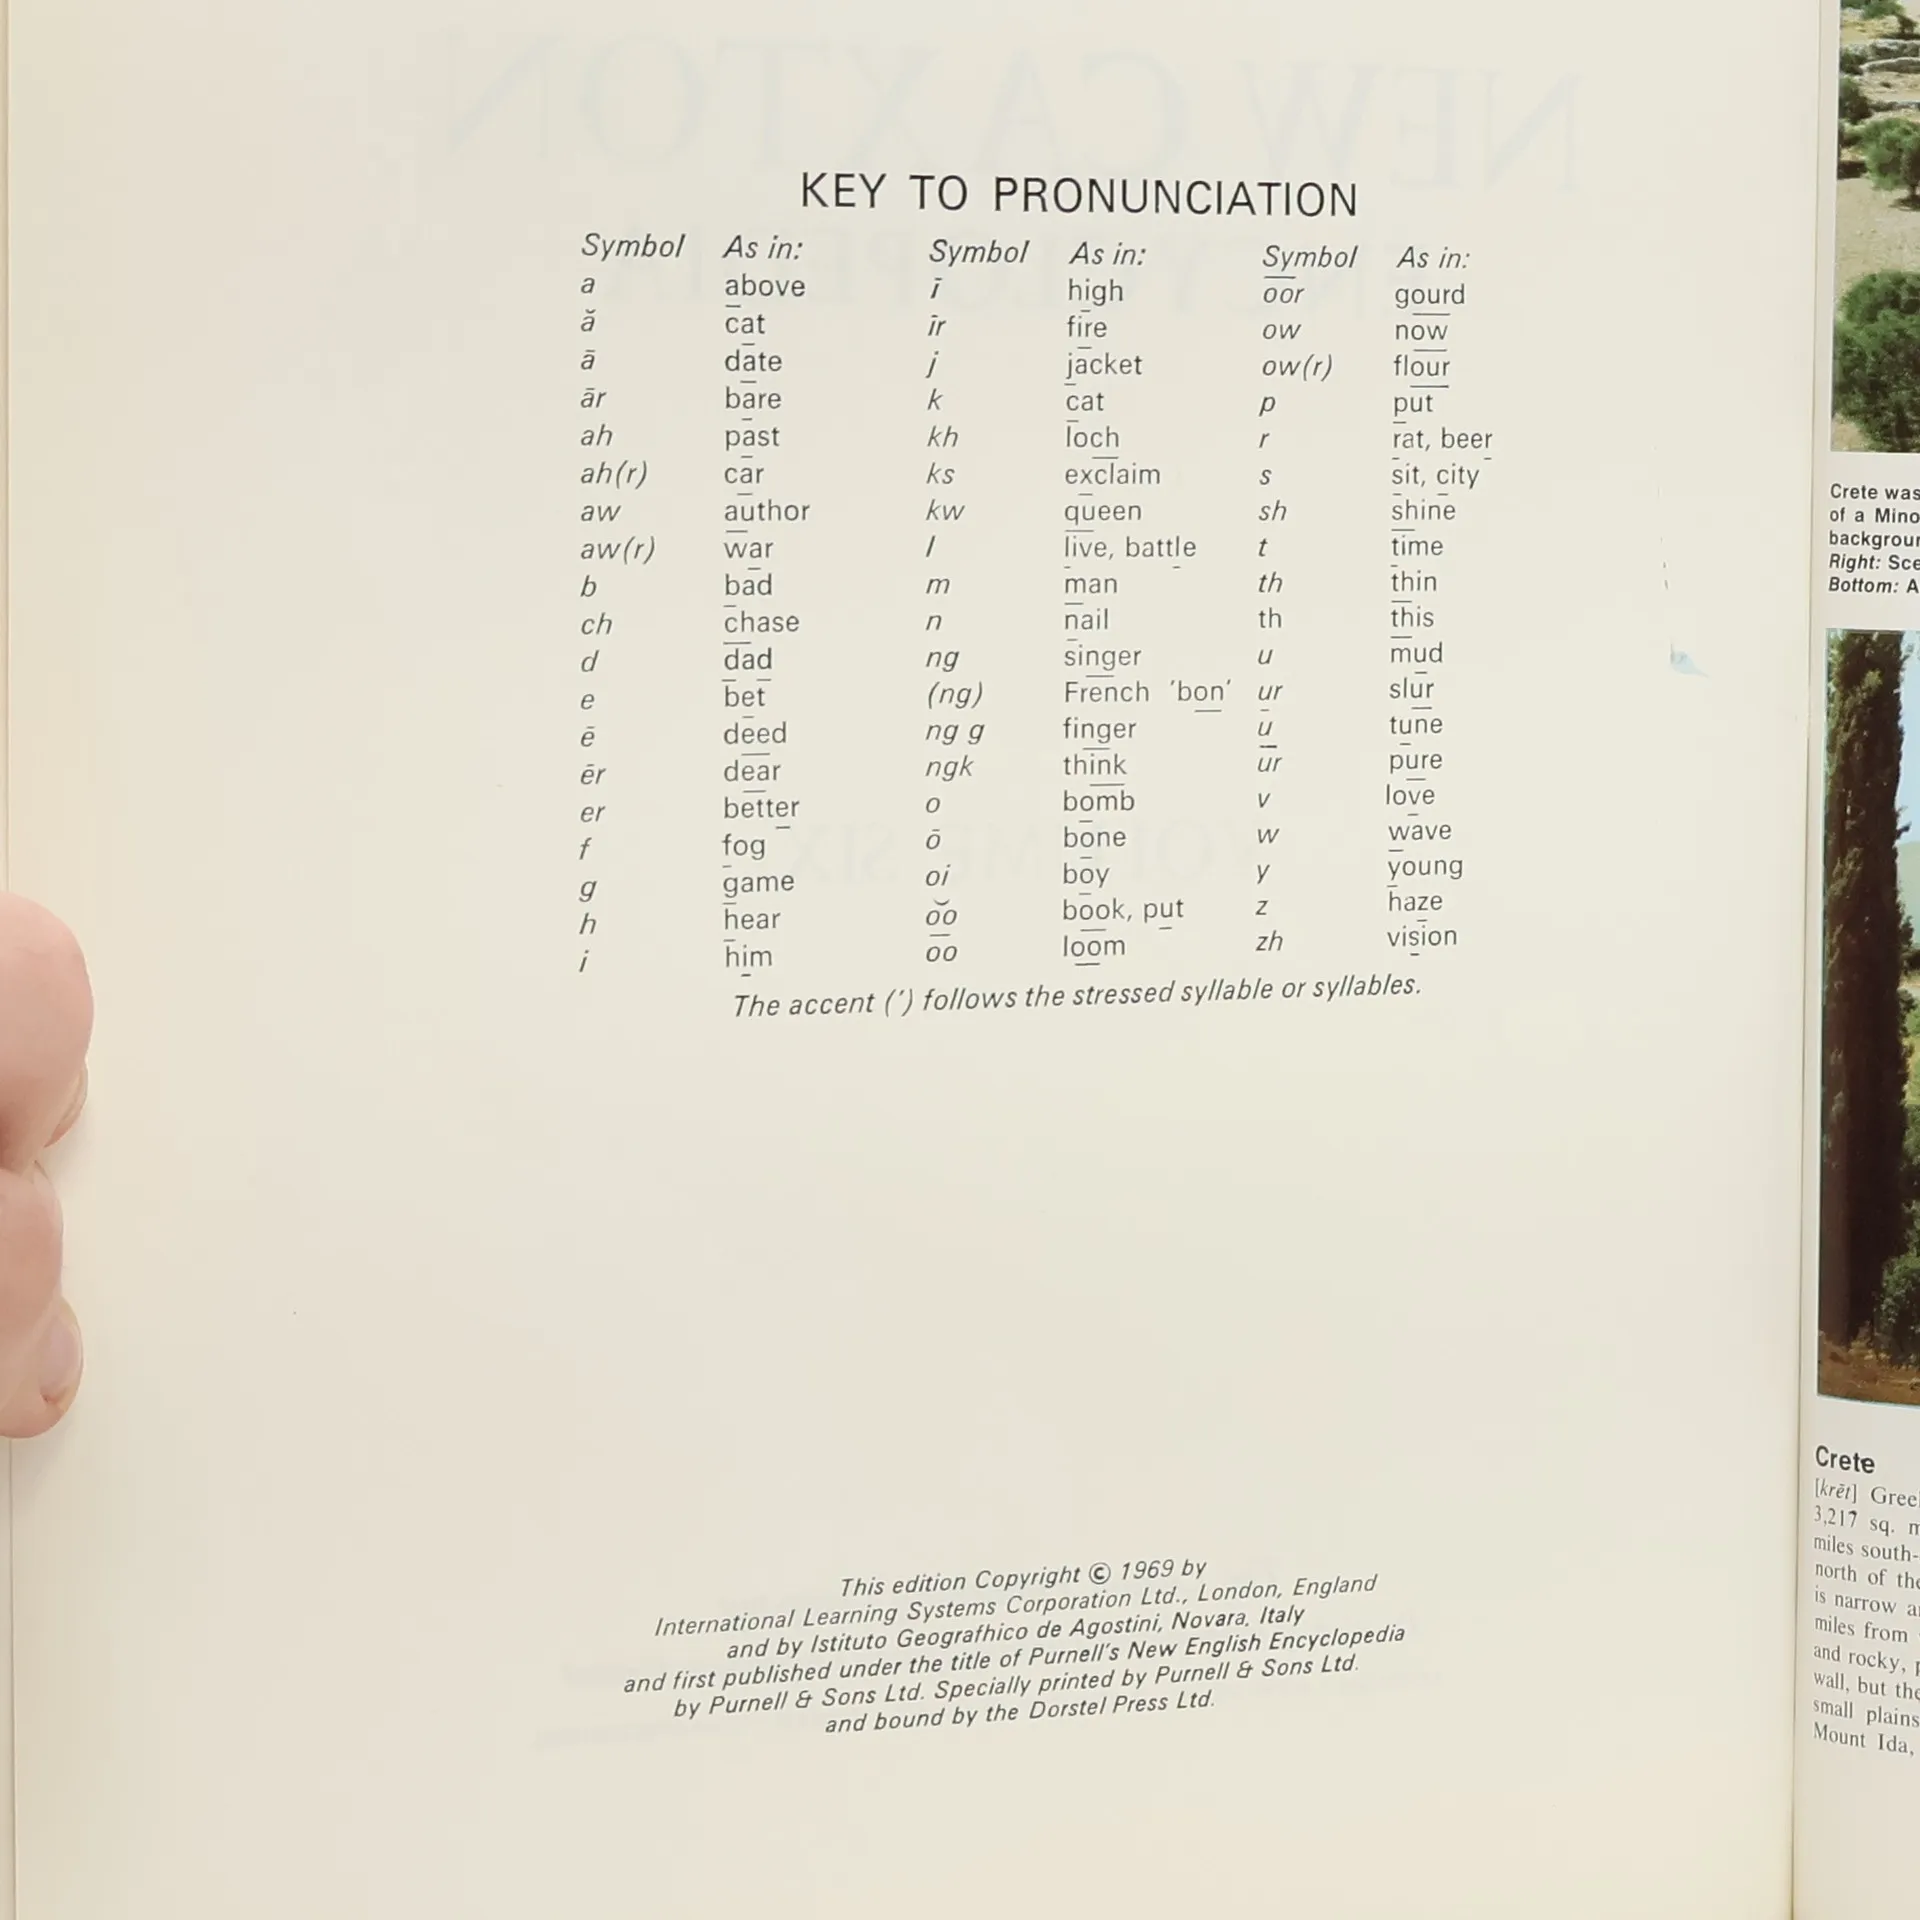 KEY TO PRONUNCIATION
Symbol As in: Symbol As in: Symbol As in:
a above ī high o͞or gourd
ă cat īr fire ow now
ā date j jacket ow(r) flour
ār bare k cat p put
ah past kh loch r rat, beer
ah(r) car ks exclaim s sit, city
aw author kw queen sh shine
aw(r) war l live, battle t time
b bad m man th thin
ch chase n nail th this
d dad ng singer u mud
e bet (ng) French 'bon' ur slur
ē deed ng g finger ū tune
ēr dear ngk think ūr pure
er better o bomb v love
f fog ō bone w wave
g game oi boy y young
h hear o͝o book, put z haze
i him o͞o loom zh vision
The accent (') follows the stressed syllable or syllables.
This edition Copyright © 1969 by
International Learning Systems Corporation Ltd., London, England
and by Istituto Geografhico de Agostini, Novara, Italy
and first published under the title of Purnell's New English Encyclopedia
by Purnell & Sons Ltd. Specially printed by Purnell & Sons Ltd.
and bound by the Dorstel Press Ltd.
Crete was
of a Mino
backgroun
Right: Sce
Bottom: A
Crete
[krēt] Gree
3,217 sq. m
miles south-
north of the
is narrow a
miles from
and rocky, p
wall, but the
small plains
Mount Ida,